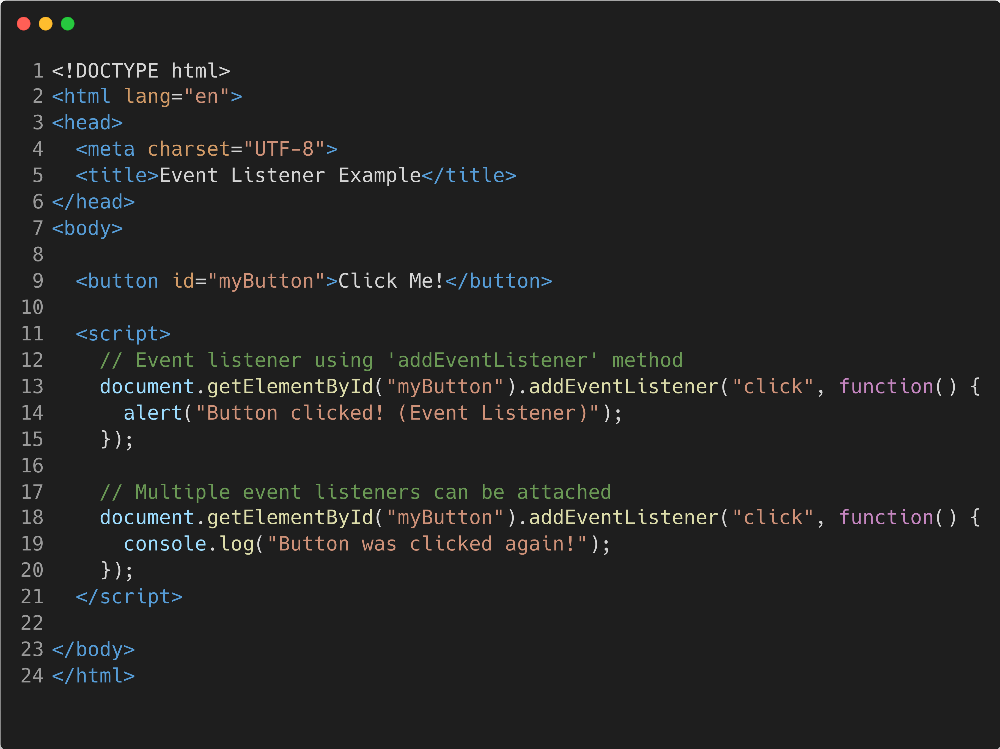 1 <!DOCTYPE html>
2 <html lang="en">
3 <head>
4   <meta charset="UTF-8">
5   <title>Event Listener Example</title>
6 </head>
7 <body>
8
9   <button id="myButton">Click Me!</button>
10
11   <script>
12     // Event listener using 'addEventListener' method
13     document.getElementById("myButton").addEventListener("click", function() {
14       alert("Button clicked! (Event Listener)");
15     });
16
17     // Multiple event listeners can be attached
18     document.getElementById("myButton").addEventListener("click", function() {
19       console.log("Button was clicked again!");
20     });
21   </script>
22
23 </body>
24 </html>